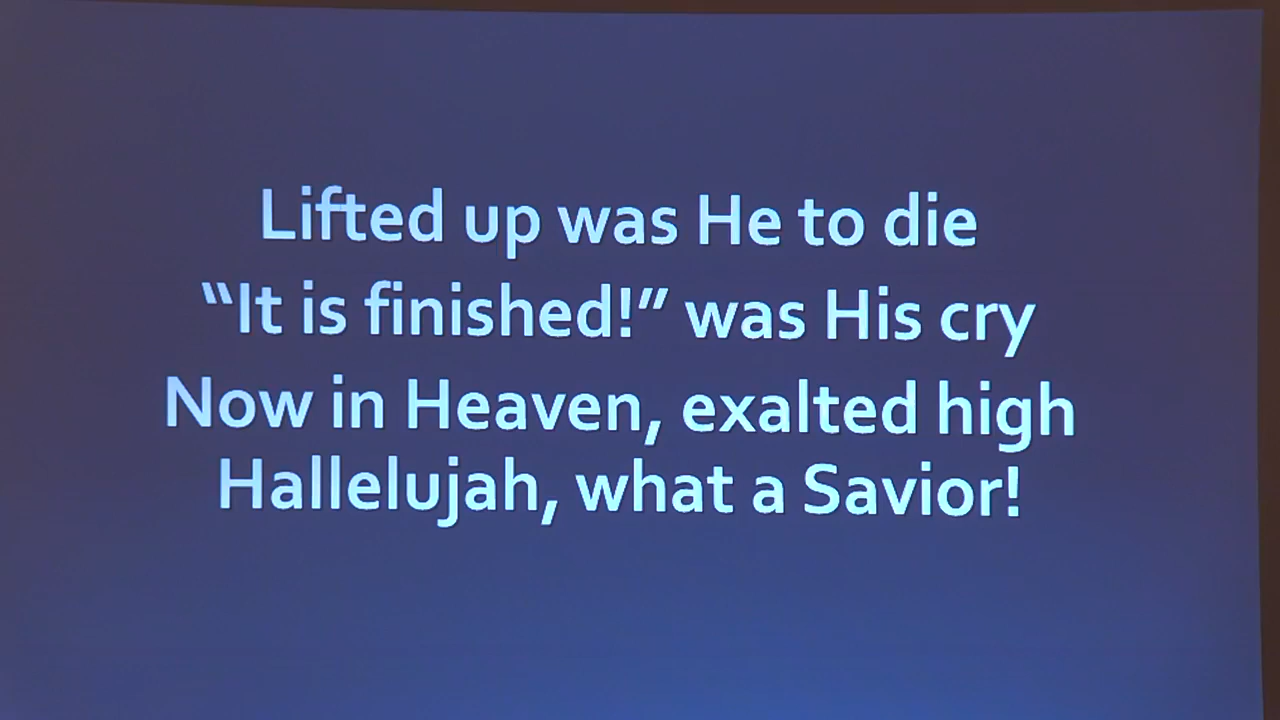 Lifted up was He to die
“It is finished!” was His cry
Now in Heaven, exalted high
Hallelujah, what a Savior!